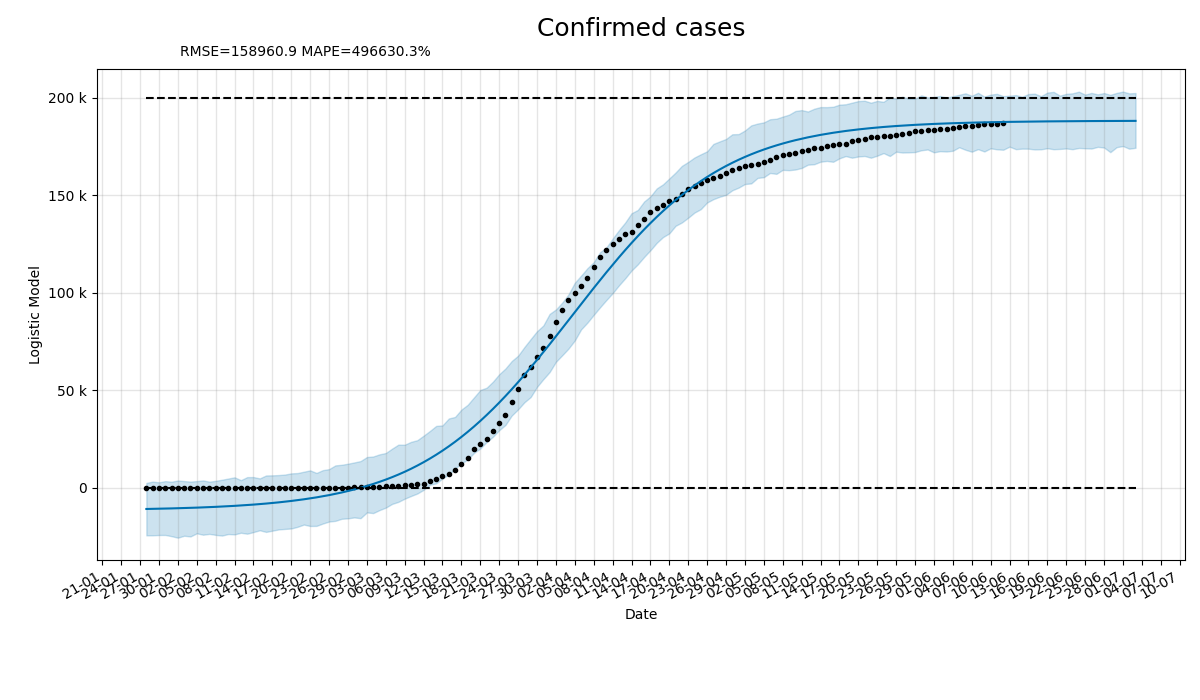 Confirmed cases
RMSE=158960.9 MAPE=496630.3%
200 k
150 k
100 k
50 k
0
Logistic Model
21-01 24-01 27-01 30-01 02-02 05-02 08-02 11-02 14-02 17-02 20-02 23-02 26-02 29-02 03-03 06-03 09-03 12-03 15-03 18-03 21-03 24-03 27-03 30-03 02-04 05-04 08-04 11-04 14-04 17-04 20-04 23-04 26-04 29-04 02-05 05-05 08-05 11-05 14-05 17-05 20-05 23-05 26-05 29-05 01-06 04-06 07-06 10-06 13-06 16-06 19-06 22-06 25-06 28-06 01-07 04-07 07-07 10-07
Date